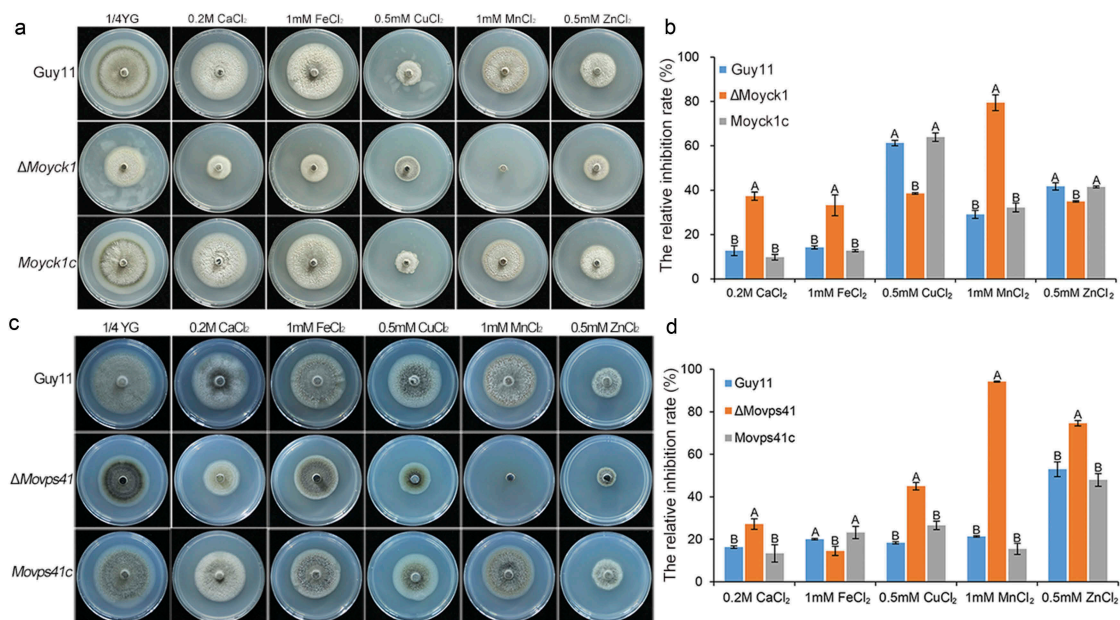 a
1/4YG 0.2M CaCl₂ 1mM FeCl₂ 0.5mM CuCl₂ 1mM MnCl₂ 0.5mM ZnCl₂
Guy11
ΔMoyck1
Moyck1c
b
The relative inhibition rate (%)
100
80
60
40
20
0
Guy11
ΔMoyck1
Moyck1c
B A B B A B A B A B A B A B A
0.2M CaCl₂ 1mM FeCl₂ 0.5mM CuCl₂ 1mM MnCl₂ 0.5mM ZnCl₂
c
1/4 YG 0.2M CaCl₂ 1mM FeCl₂ 0.5mM CuCl₂ 1mM MnCl₂ 0.5mM ZnCl₂
Guy11
ΔMovps41
Movps41c
d
The relative inhibition rate (%)
100
80
60
40
20
0
Guy11
ΔMovps41
Movps41c
B A B A B A B A B B A B B A B
0.2M CaCl₂ 1mM FeCl₂ 0.5mM CuCl₂ 1mM MnCl₂ 0.5mM ZnCl₂